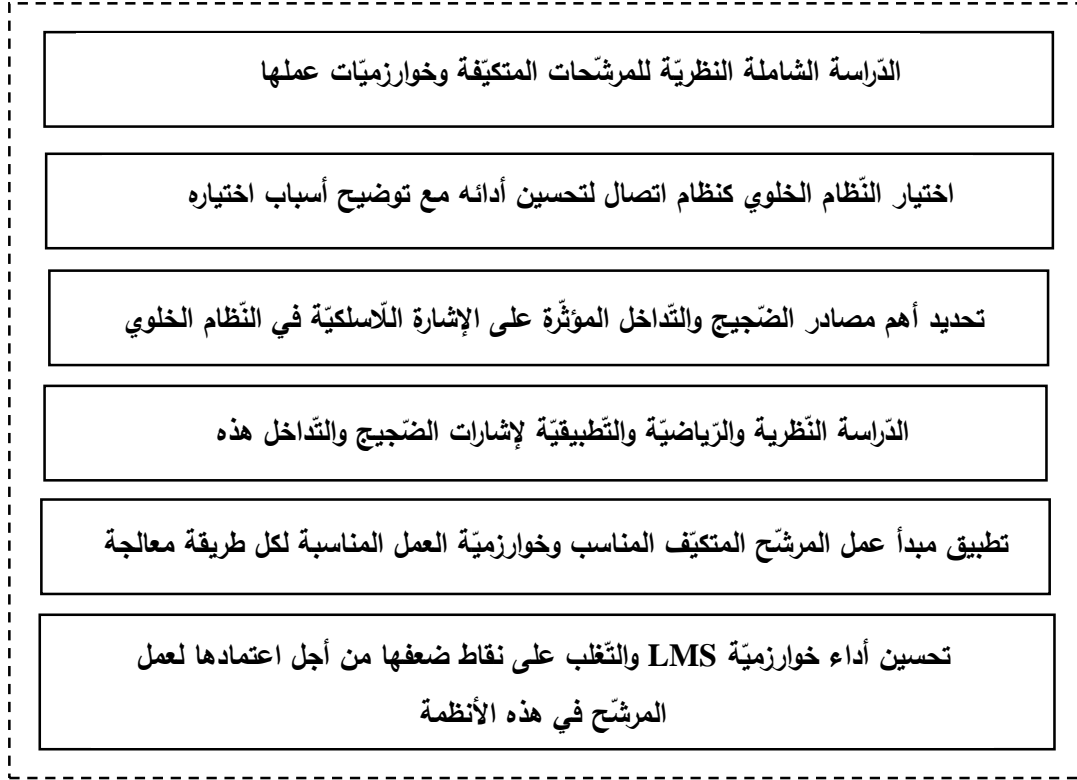 الدّراسة الشاملة النظريّة للمرشّحات المتكيّفة وخوارزميّات عملها
اختيار النّظام الخلوي كنظام اتصال لتحسين أدائه مع توضيح أسباب اختياره
تحديد أهم مصادر الضّجيج والتّداخل المؤثّرة على الإشارة اللّاسلكيّة في النّظام الخلوي
الدّراسة النّظرية والرّياضيّة والتّطبيقيّة لإشارات الضّجيج والتّداخل هذه
تطبيق مبدأ عمل المرشّح المتكيّف المناسب وخوارزميّة العمل المناسبة لكل طريقة معالجة
تحسين أداء خوارزميّة LMS والتّغلب على نقاط ضعفها من أجل اعتمادها لعمل
المرشّح في هذه الأنظمة